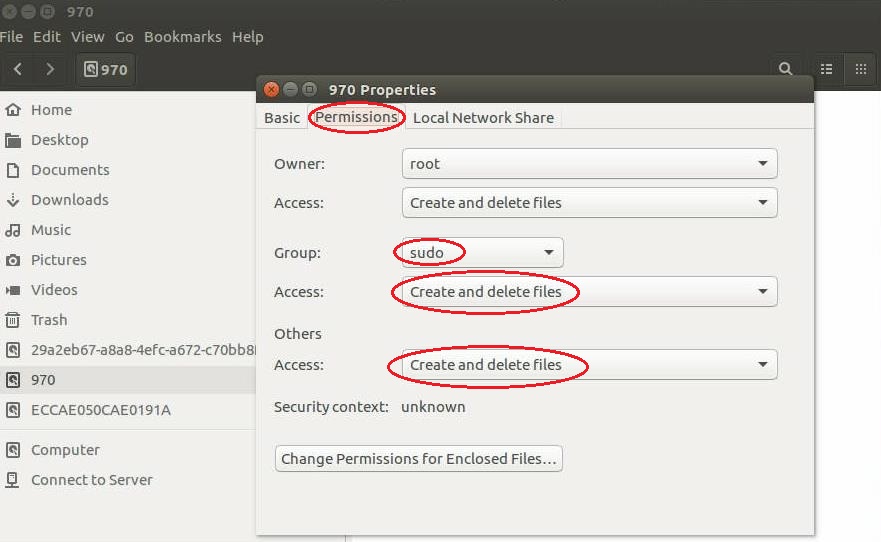 970
File Edit View Go Bookmarks Help
970
970 Properties
Basic Permissions Local Network Share
Home
Desktop
Documents
Downloads
Music
Pictures
Videos
Trash
29a2eb67-a8a8-4efc-a672-c70bb8
970
ECCAE050CAE0191A
Computer
Connect to Server
Owner: root
Access: Create and delete files
Group: sudo
Access: Create and delete files
Others
Access: Create and delete files
Security context: unknown
Change Permissions for Enclosed Files...